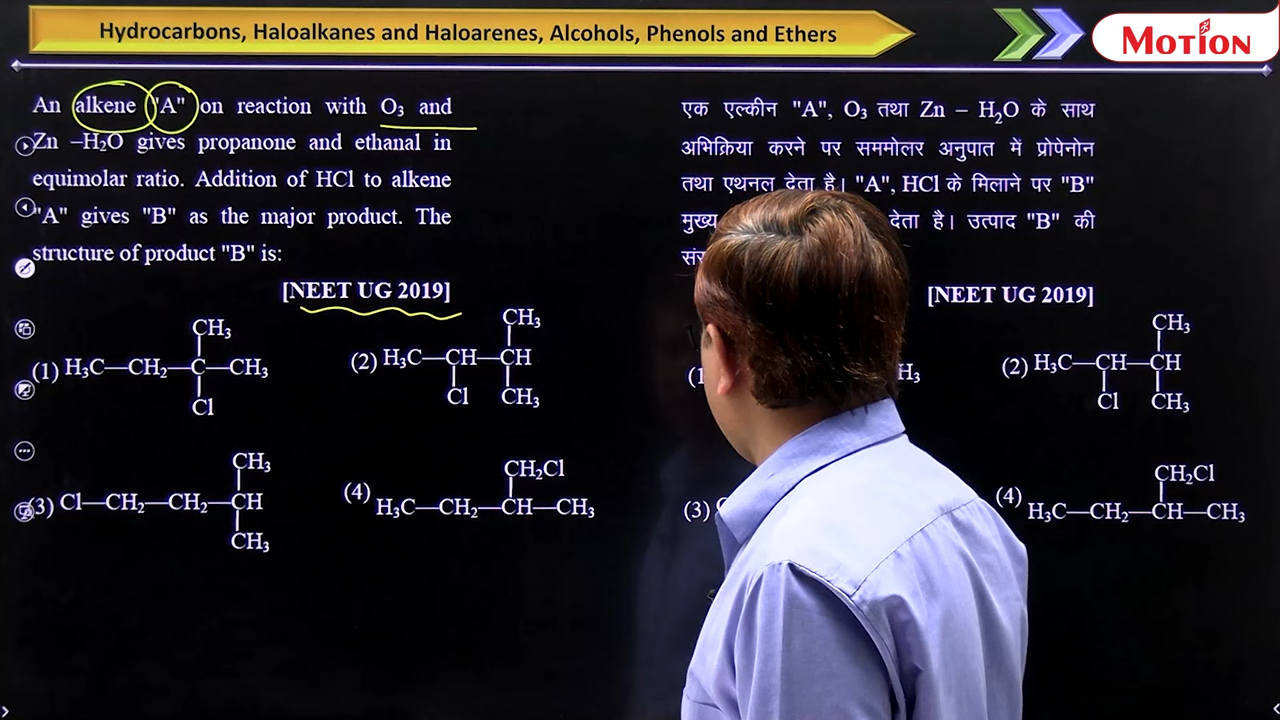 Hydrocarbons, Haloalkanes and Haloarenes, Alcohols, Phenols and Ethers
MOTION
An alkene "A" on reaction with O₃ and
Zn –H₂O gives propanone and ethanal in
equimolar ratio. Addition of HCl to alkene
"A" gives "B" as the major product. The
structure of product "B" is:
[NEET UG 2019]
CH₃
(1) H₃C—CH₂—C—CH₃
Cl
CH₃
(2) H₃C—CH—CH
Cl CH₃
CH₃
(3) Cl—CH₂—CH₂—CH
CH₃
CH₂Cl
(4) H₃C—CH₂—CH—CH₃
एक एल्कीन "A", O₃ तथा Zn – H₂O के साथ
अभिक्रिया करने पर सममोलर अनुपात में प्रोपेनोन
तथा एथनल देता है। "A", HCl के मिलाने पर "B"
मुख्य देता है। उत्पाद "B" की
[NEET UG 2019]
H₃
CH₃
(2) H₃C—CH—CH
Cl CH₃
(3)
CH₂Cl
(4) H₃C—CH₂—CH—CH₃